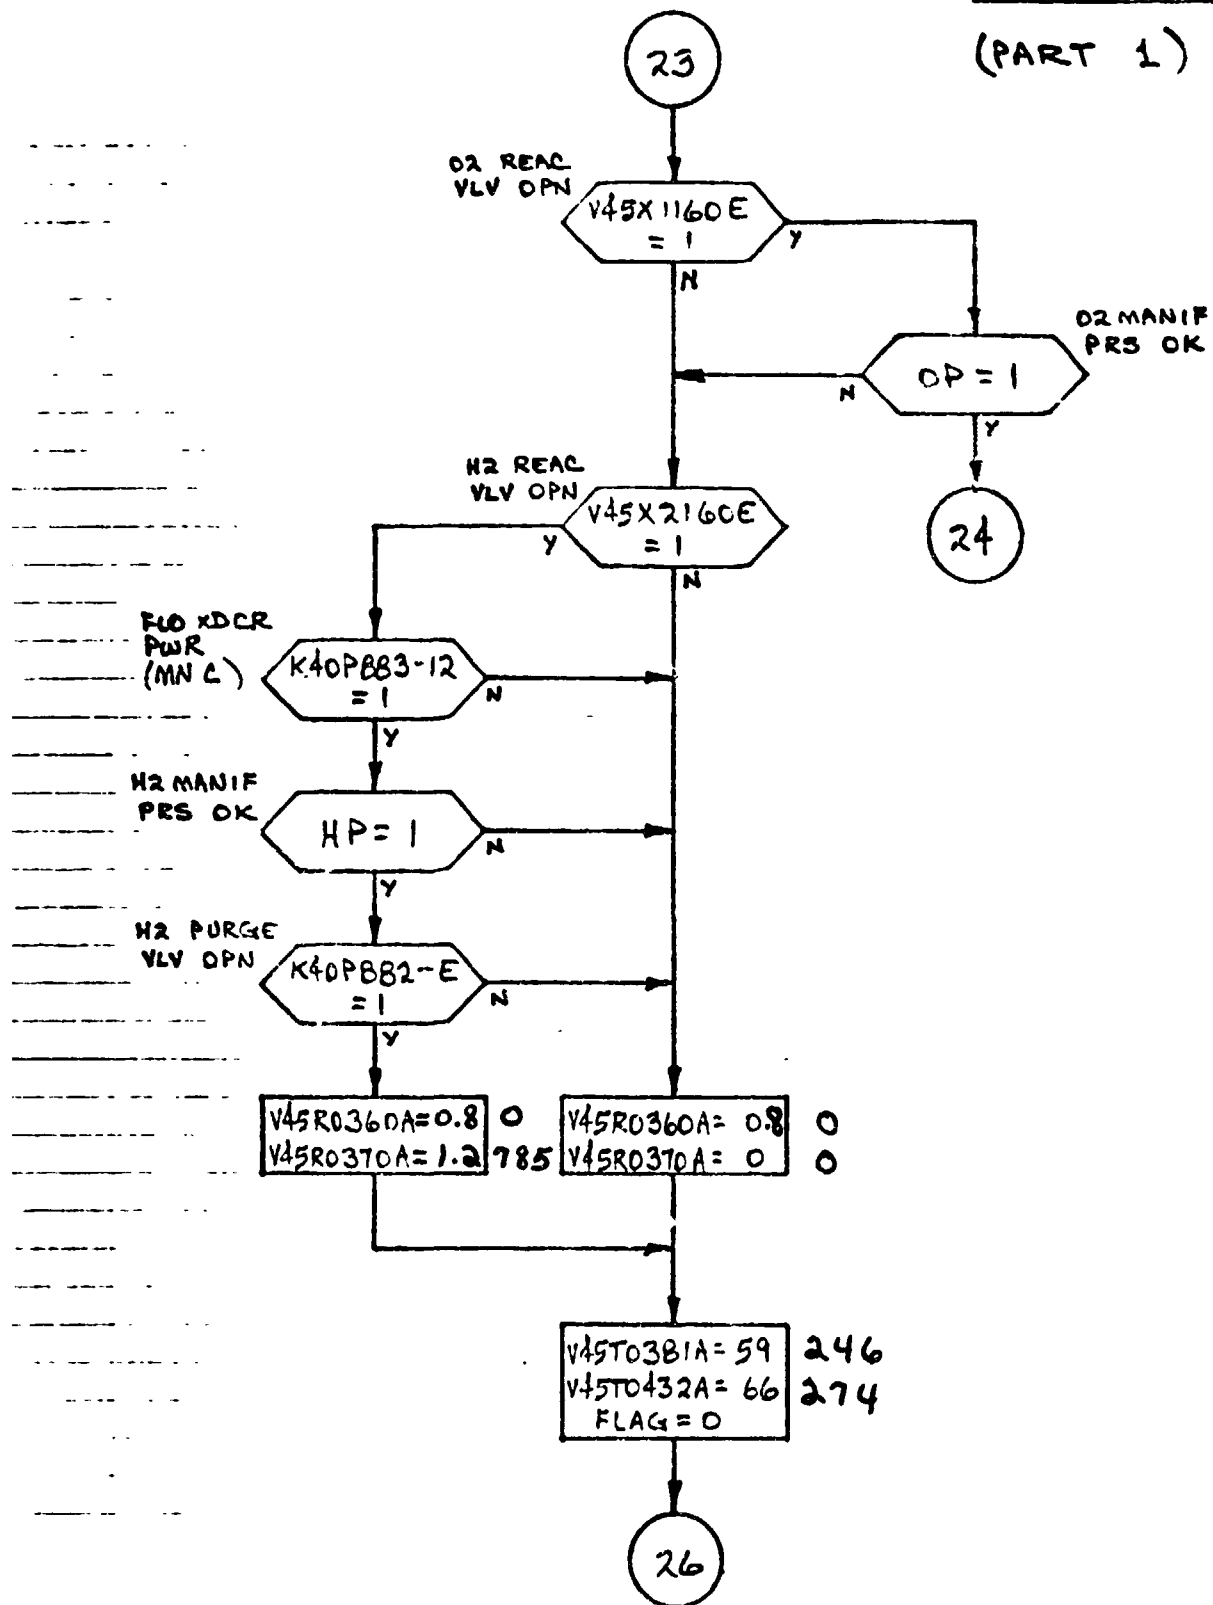 (PART 1)
23
O2 REAC
VLV OPN
V45X1160E
= 1
Y
N
O2 MANIF
PRS OK
OP = 1
N
Y
24
H2 REAC
VLV OPN
V45X2160E
= 1
Y
N
FLO XDCR
PWR
(MN C)
K40PB83-12
= 1
N
Y
H2 MANIF
PRS OK
HP = 1
N
Y
H2 PURGE
VLV OPN
K40PB82-E
= 1
N
Y
V45R0360A=0.8 0
V45R0370A=1.2 785
V45R0360A= 0.8 0
V45R0370A= 0 0
V45T0381A= 59 246
V45T0432A= 66 274
FLAG = 0
26